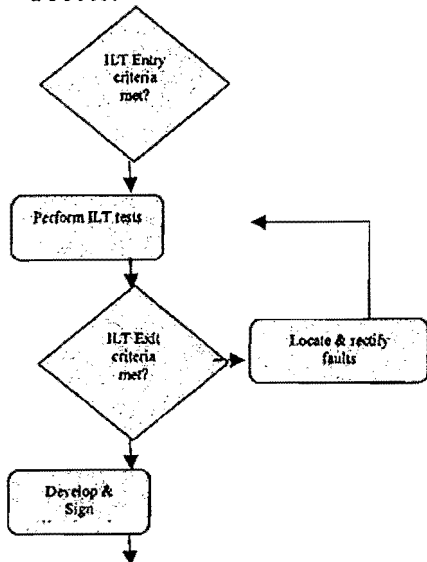 ILT Entry
criteria
met?
Perform ILT tests
ILT Exit
criteria
met?
Locate & rectify
faults
Develop &
Sign